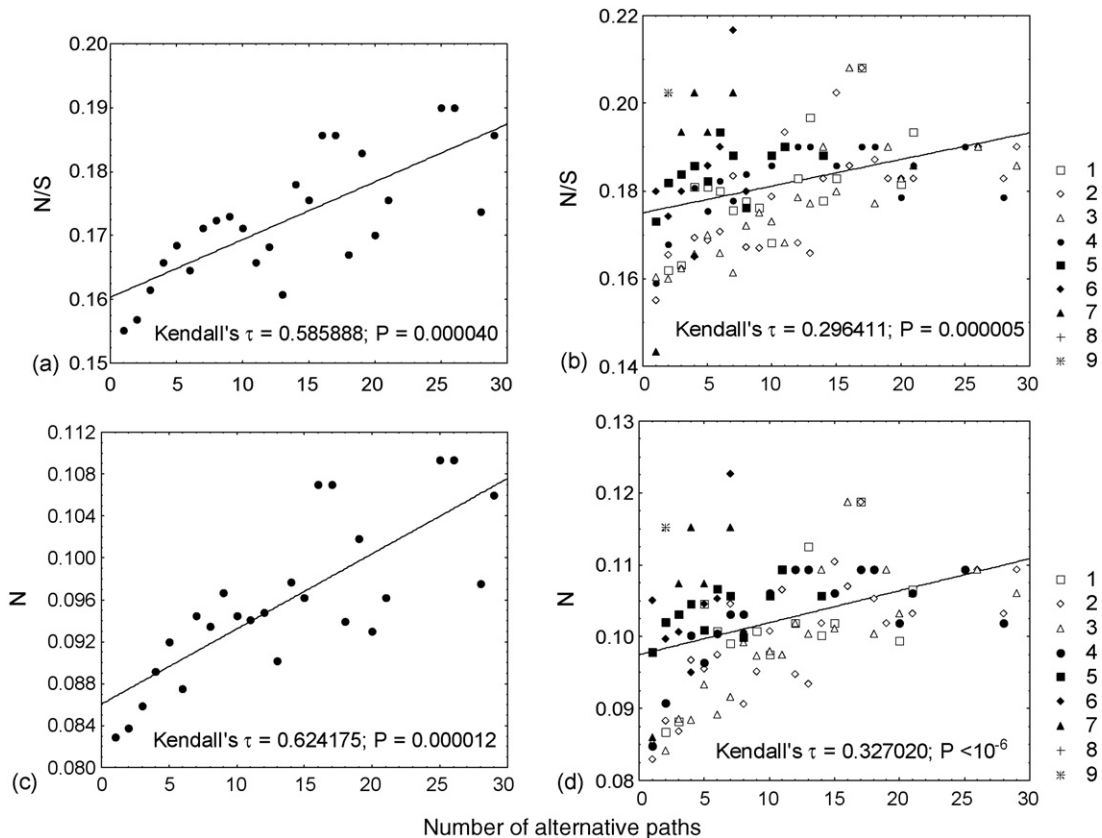 0.20
0.19
0.18
0.17
0.16
0.15
N/S
Kendall's τ = 0.585888; P = 0.000040
(a)
0 5 10 15 20 25 30
0.22
0.20
0.18
0.16
0.14
N/S
Kendall's τ = 0.296411; P = 0.000005
(b)
0 5 10 15 20 25 30
1
2
3
4
5
6
7
8
9
0.112
0.108
0.104
0.100
0.096
0.092
0.088
0.084
0.080
N
Kendall's τ = 0.624175; P = 0.000012
(c)
0 5 10 15 20 25 30
0.13
0.12
0.11
0.10
0.09
0.08
N
Kendall's τ = 0.327020; P <10⁻⁶
(d)
0 5 10 15 20 25 30
1
2
3
4
5
6
7
8
9
Number of alternative paths